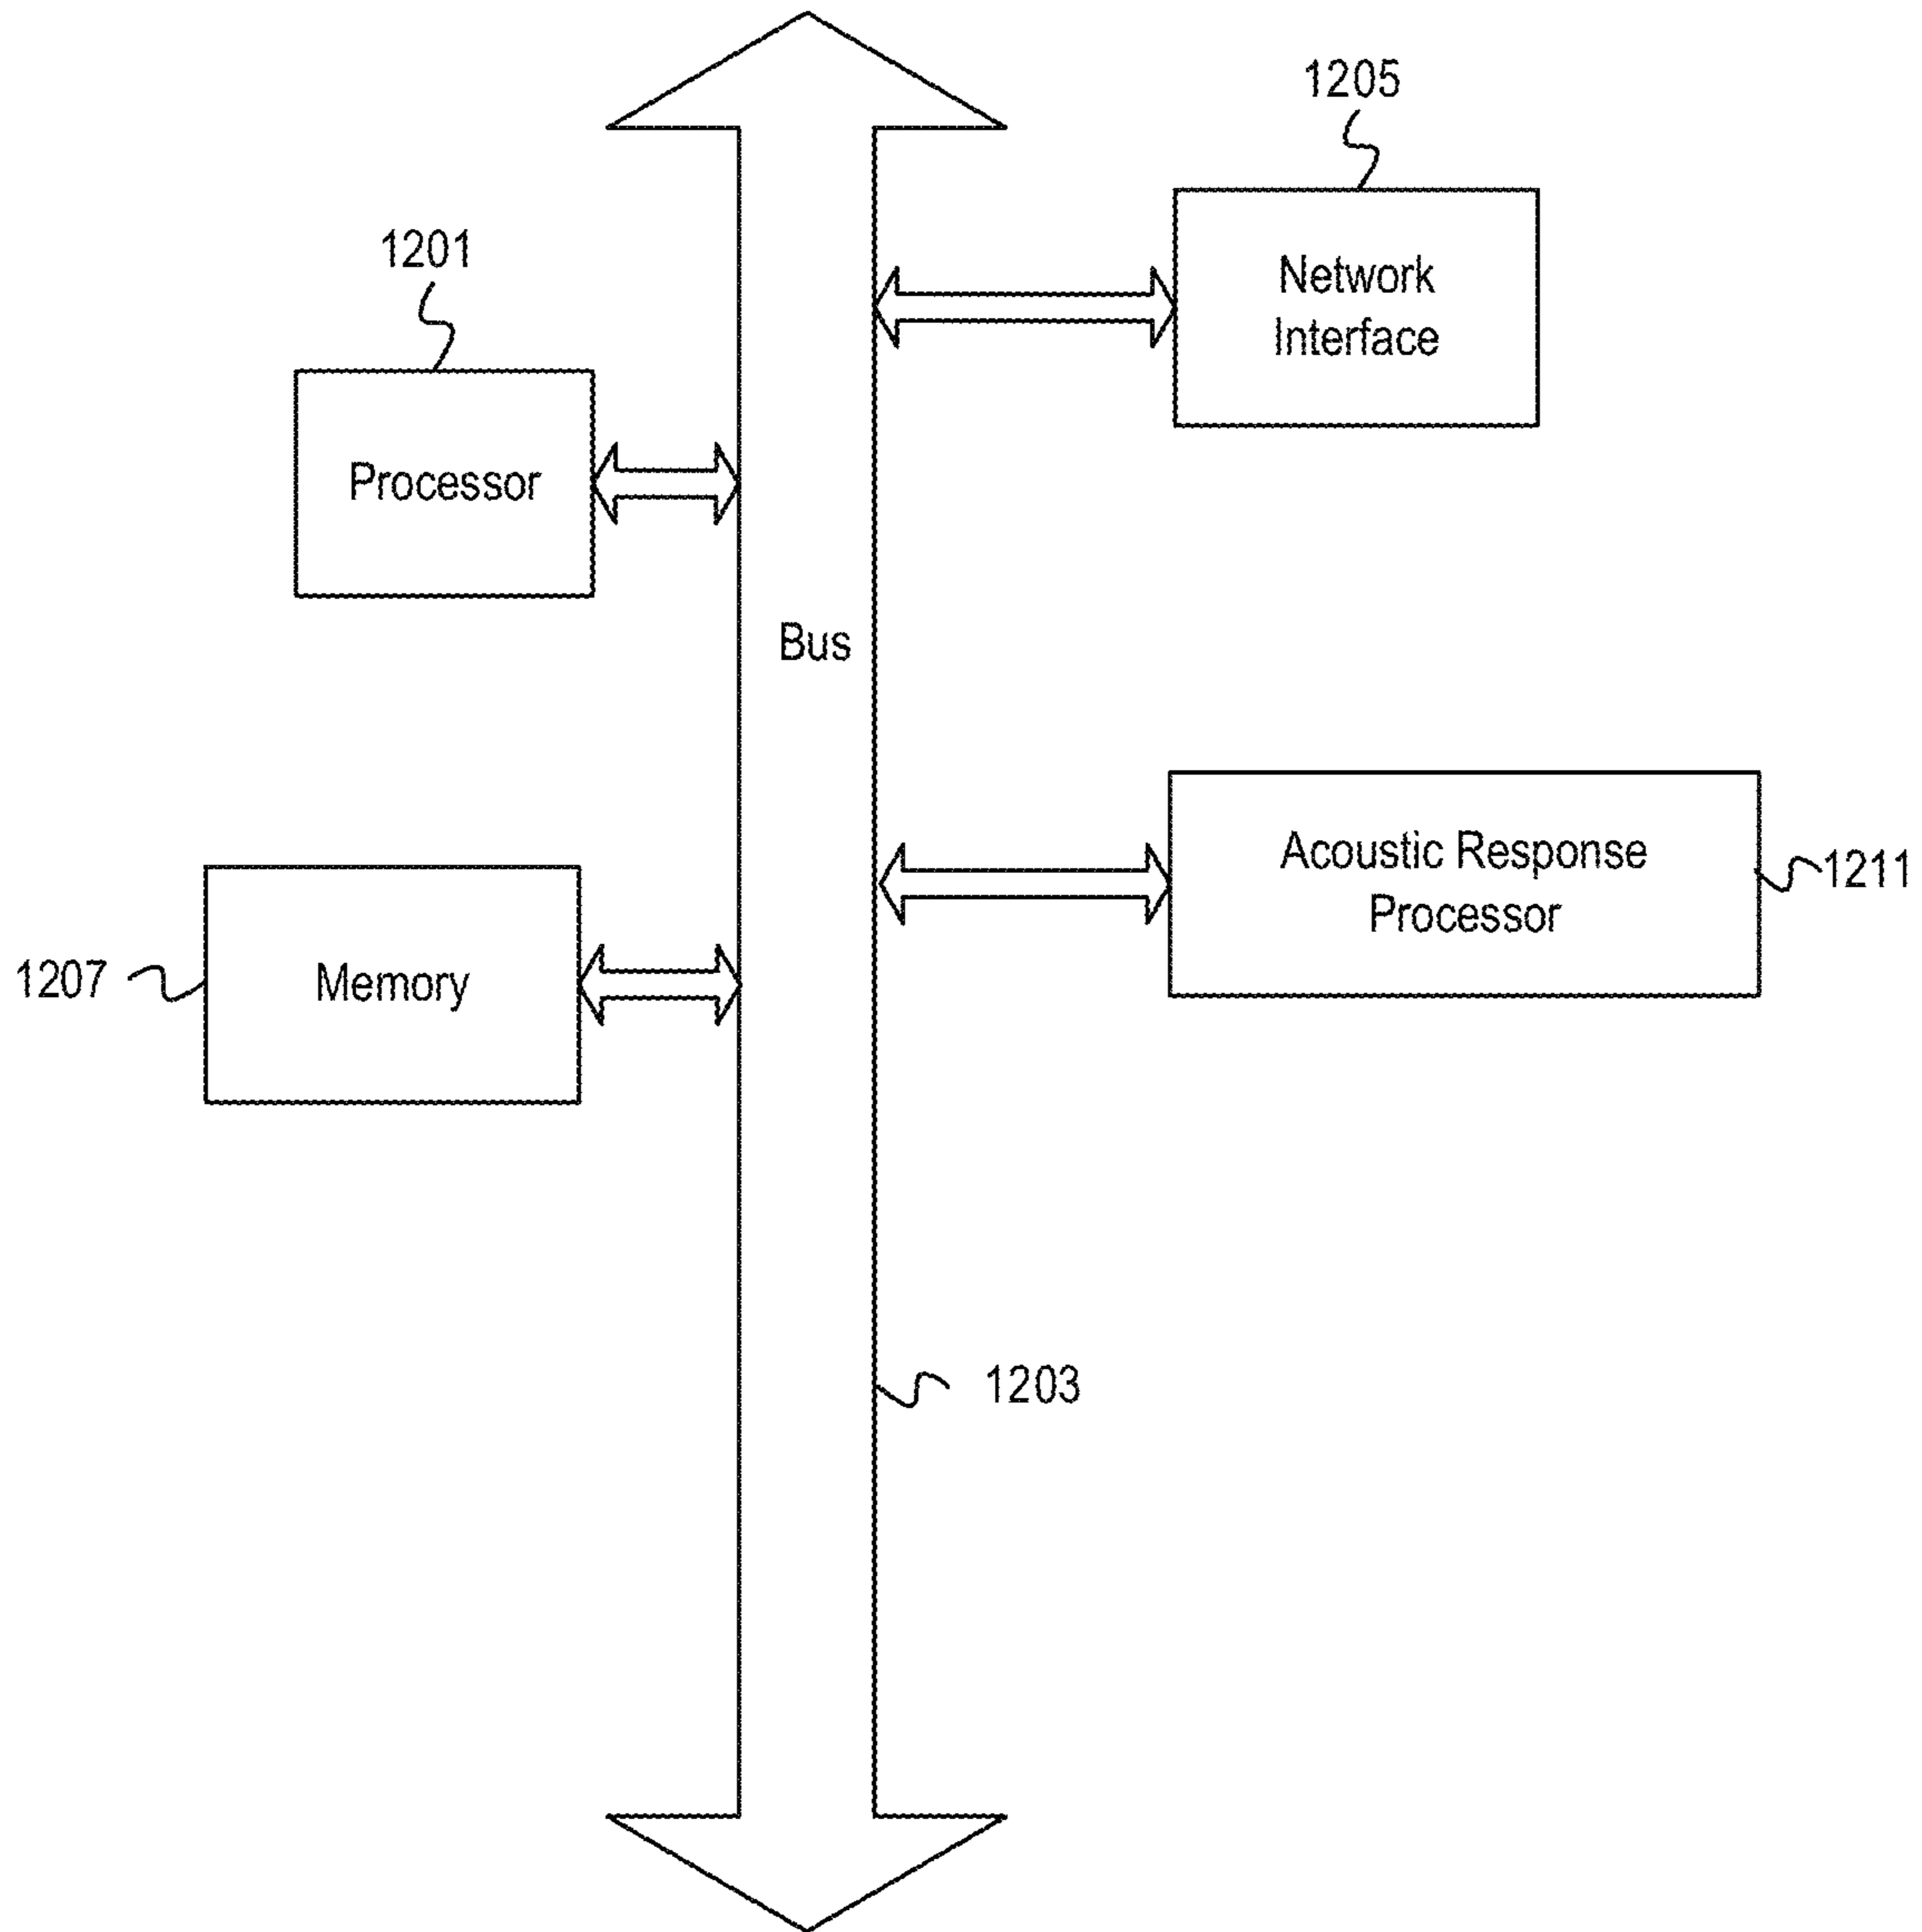 1205
Network
Interface
1201
Processor
Bus
Acoustic Response
Processor
1211
1207
Memory
1203